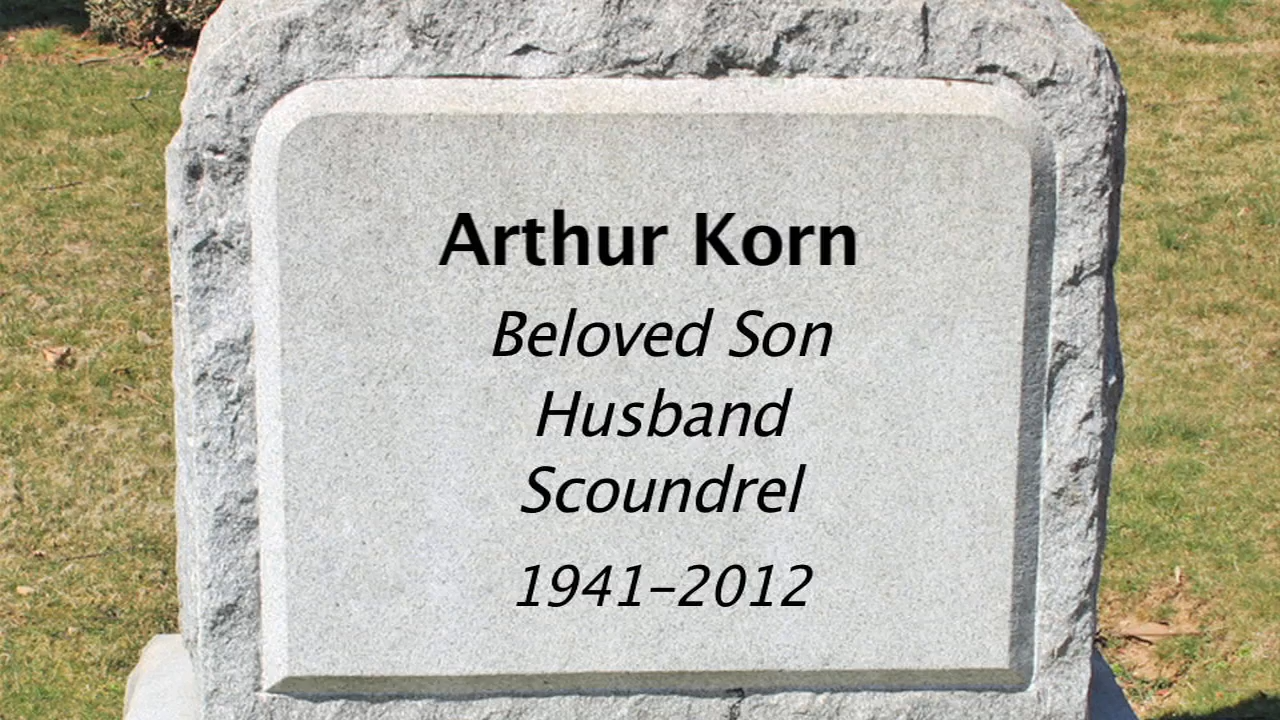 Arthur Korn
Beloved Son
Husband
Scoundrel
1941–2012